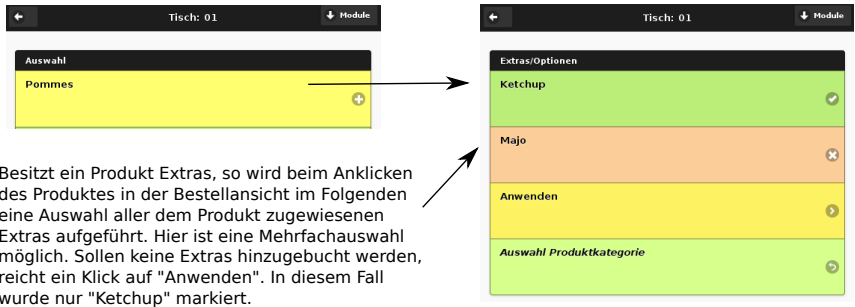 Tisch: 01
Module
Auswahl
Pommes
Tisch: 01
Module
Extras/Optionen
Ketchup
Majo
Anwenden
Auswahl Produktkategorie
Besitzt ein Produkt Extras, so wird beim Anklicken
des Produktes in der Bestellansicht im Folgenden
eine Auswahl aller dem Produkt zugewiesenen
Extras aufgeführt. Hier ist eine Mehrfachauswahl
möglich. Sollen keine Extras hinzugebucht werden,
reicht ein Klick auf "Anwenden". In diesem Fall
wurde nur "Ketchup" markiert.